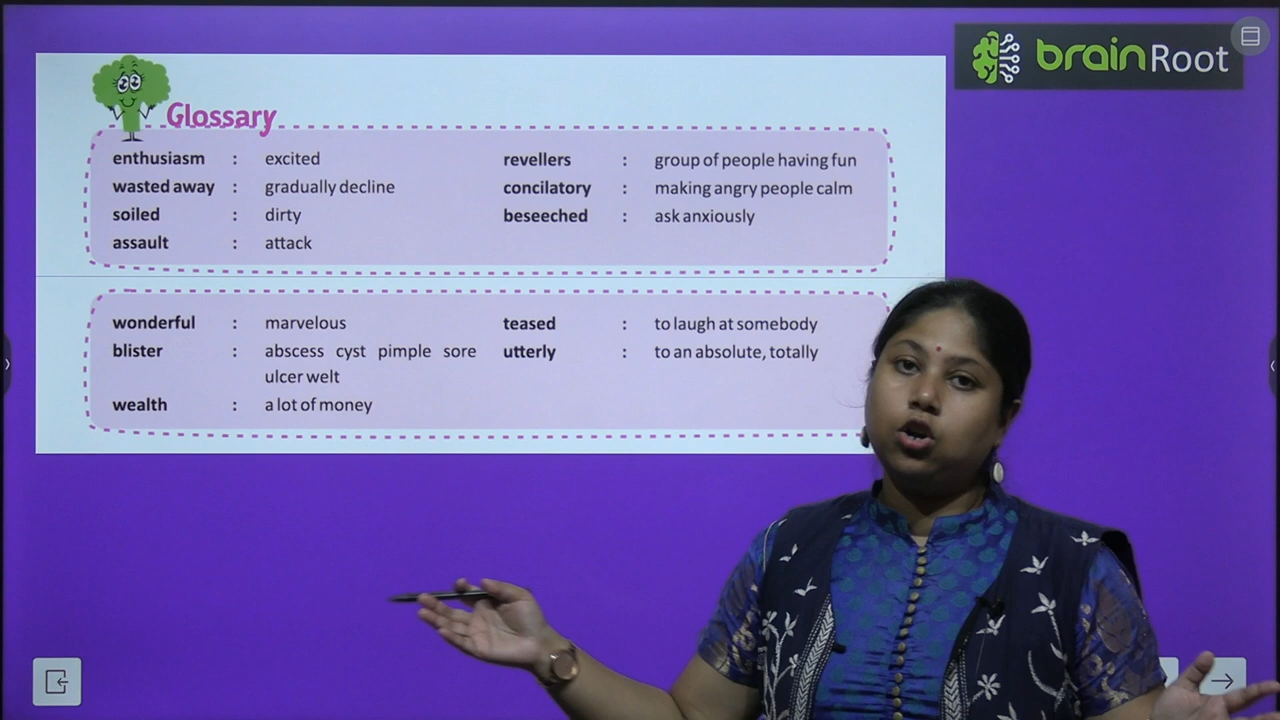 brainRoot
Glossary
enthusiasm : excited
wasted away : gradually decline
soiled : dirty
assault : attack
revellers : group of people having fun
concilatory : making angry people calm
beseeched : ask anxiously
wonderful : marvelous
blister : abscess cyst pimple sore
ulcer welt
wealth : a lot of money
teased : to laugh at somebody
utterly : to an absolute, totally